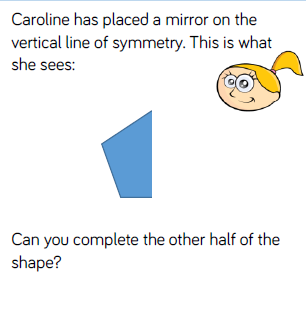 Caroline has placed a mirror on the
vertical line of symmetry. This is what
she sees:
Can you complete the other half of the
shape?